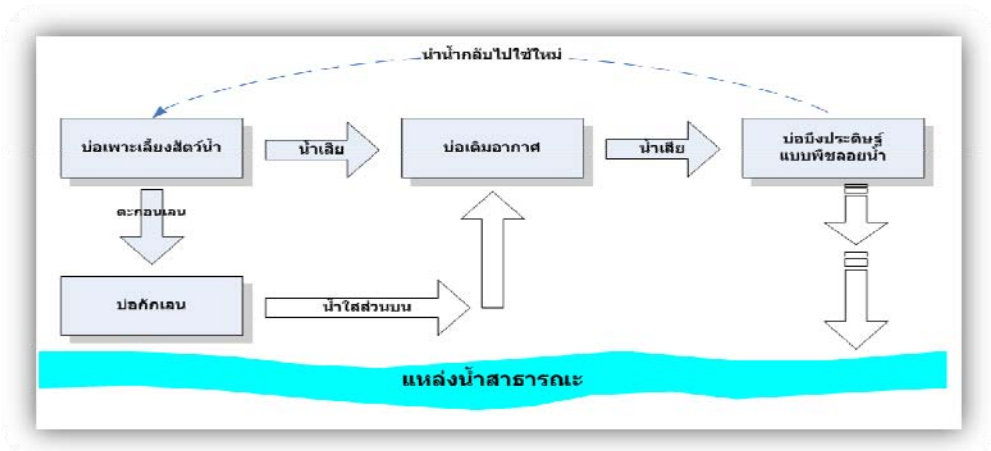 นำน้ำกลับไปใช้ใหม่
บ่อเพาะเลี้ยงสัตว์น้ำ
น้ำเสีย
บ่อเติมอากาศ
น้ำเสีย
บ่อบึงประดิษฐ์
แบบพืชลอยน้ำ
ตะกอนเลน
บ่อกักเลน
น้ำใสส่วนบน
แหล่งน้ำสาธารณะ